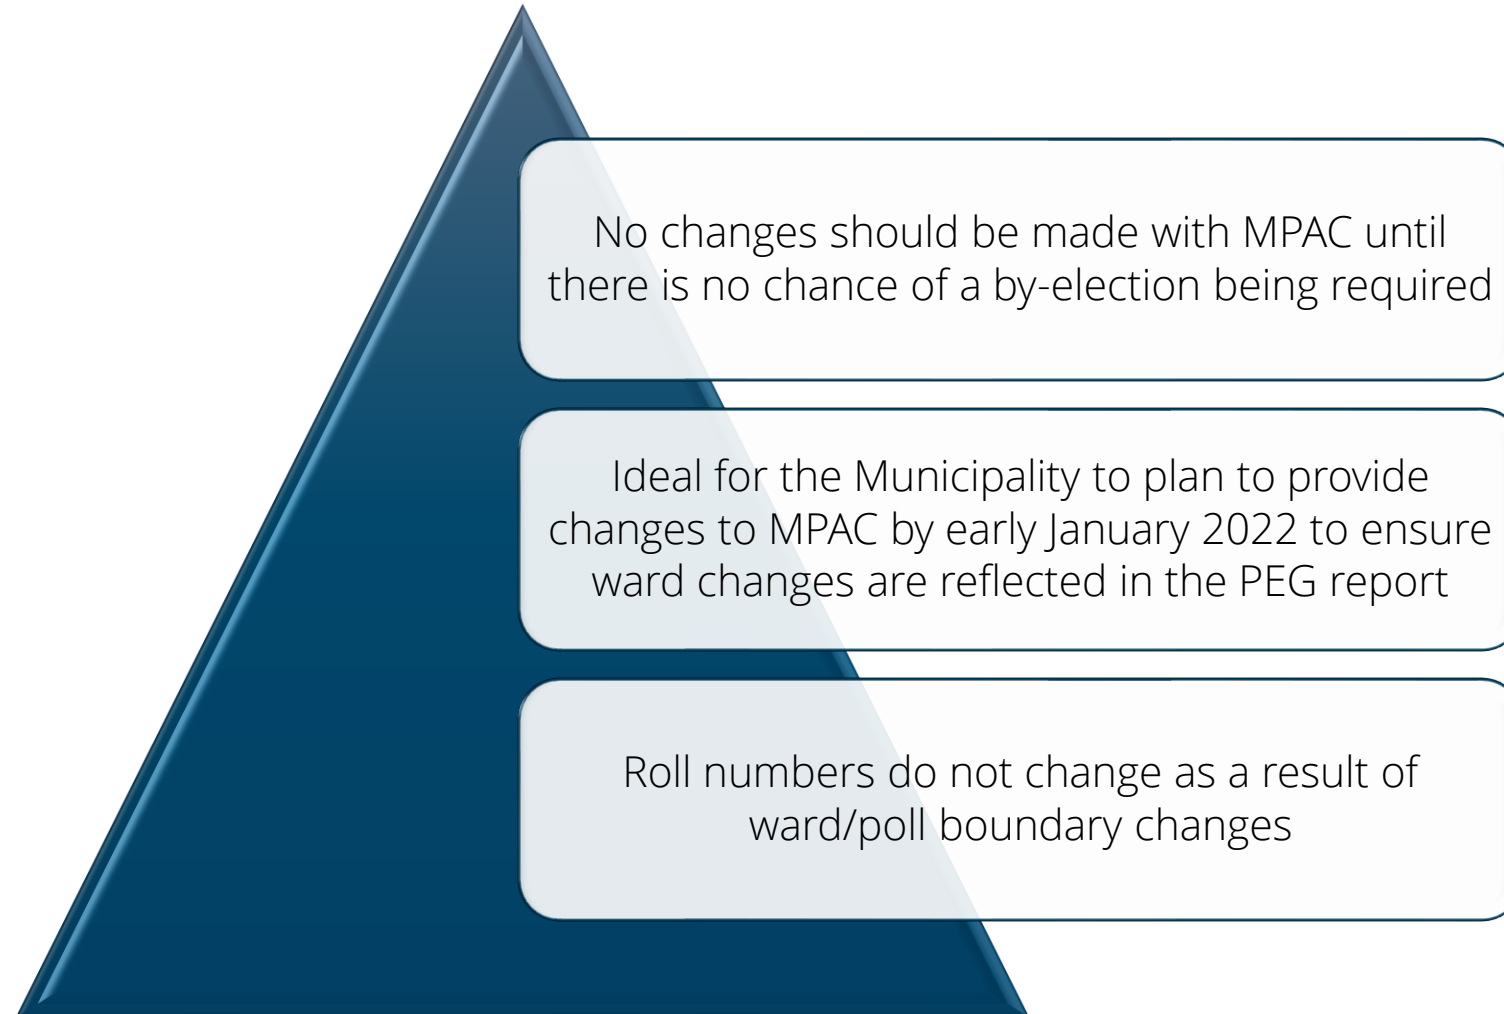 No changes should be made with MPAC until
there is no chance of a by-election being required
Ideal for the Municipality to plan to provide
changes to MPAC by early January 2022 to ensure
ward changes are reflected in the PEG report
Roll numbers do not change as a result of
ward/poll boundary changes